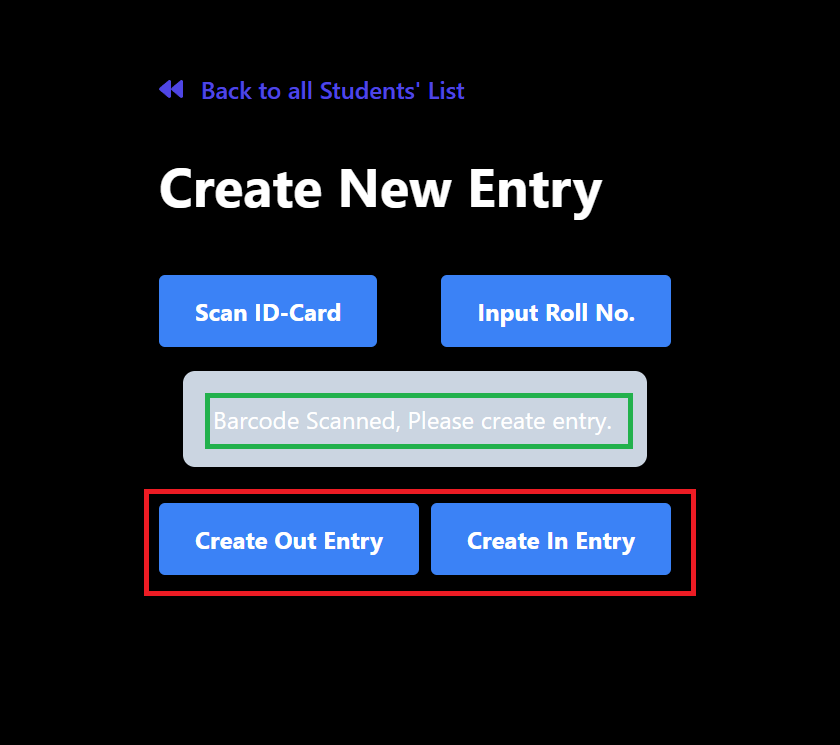 Back to all Students' List
Create New Entry
Scan ID-Card
Input Roll No.
Barcode Scanned, Please create entry.
Create Out Entry
Create In Entry